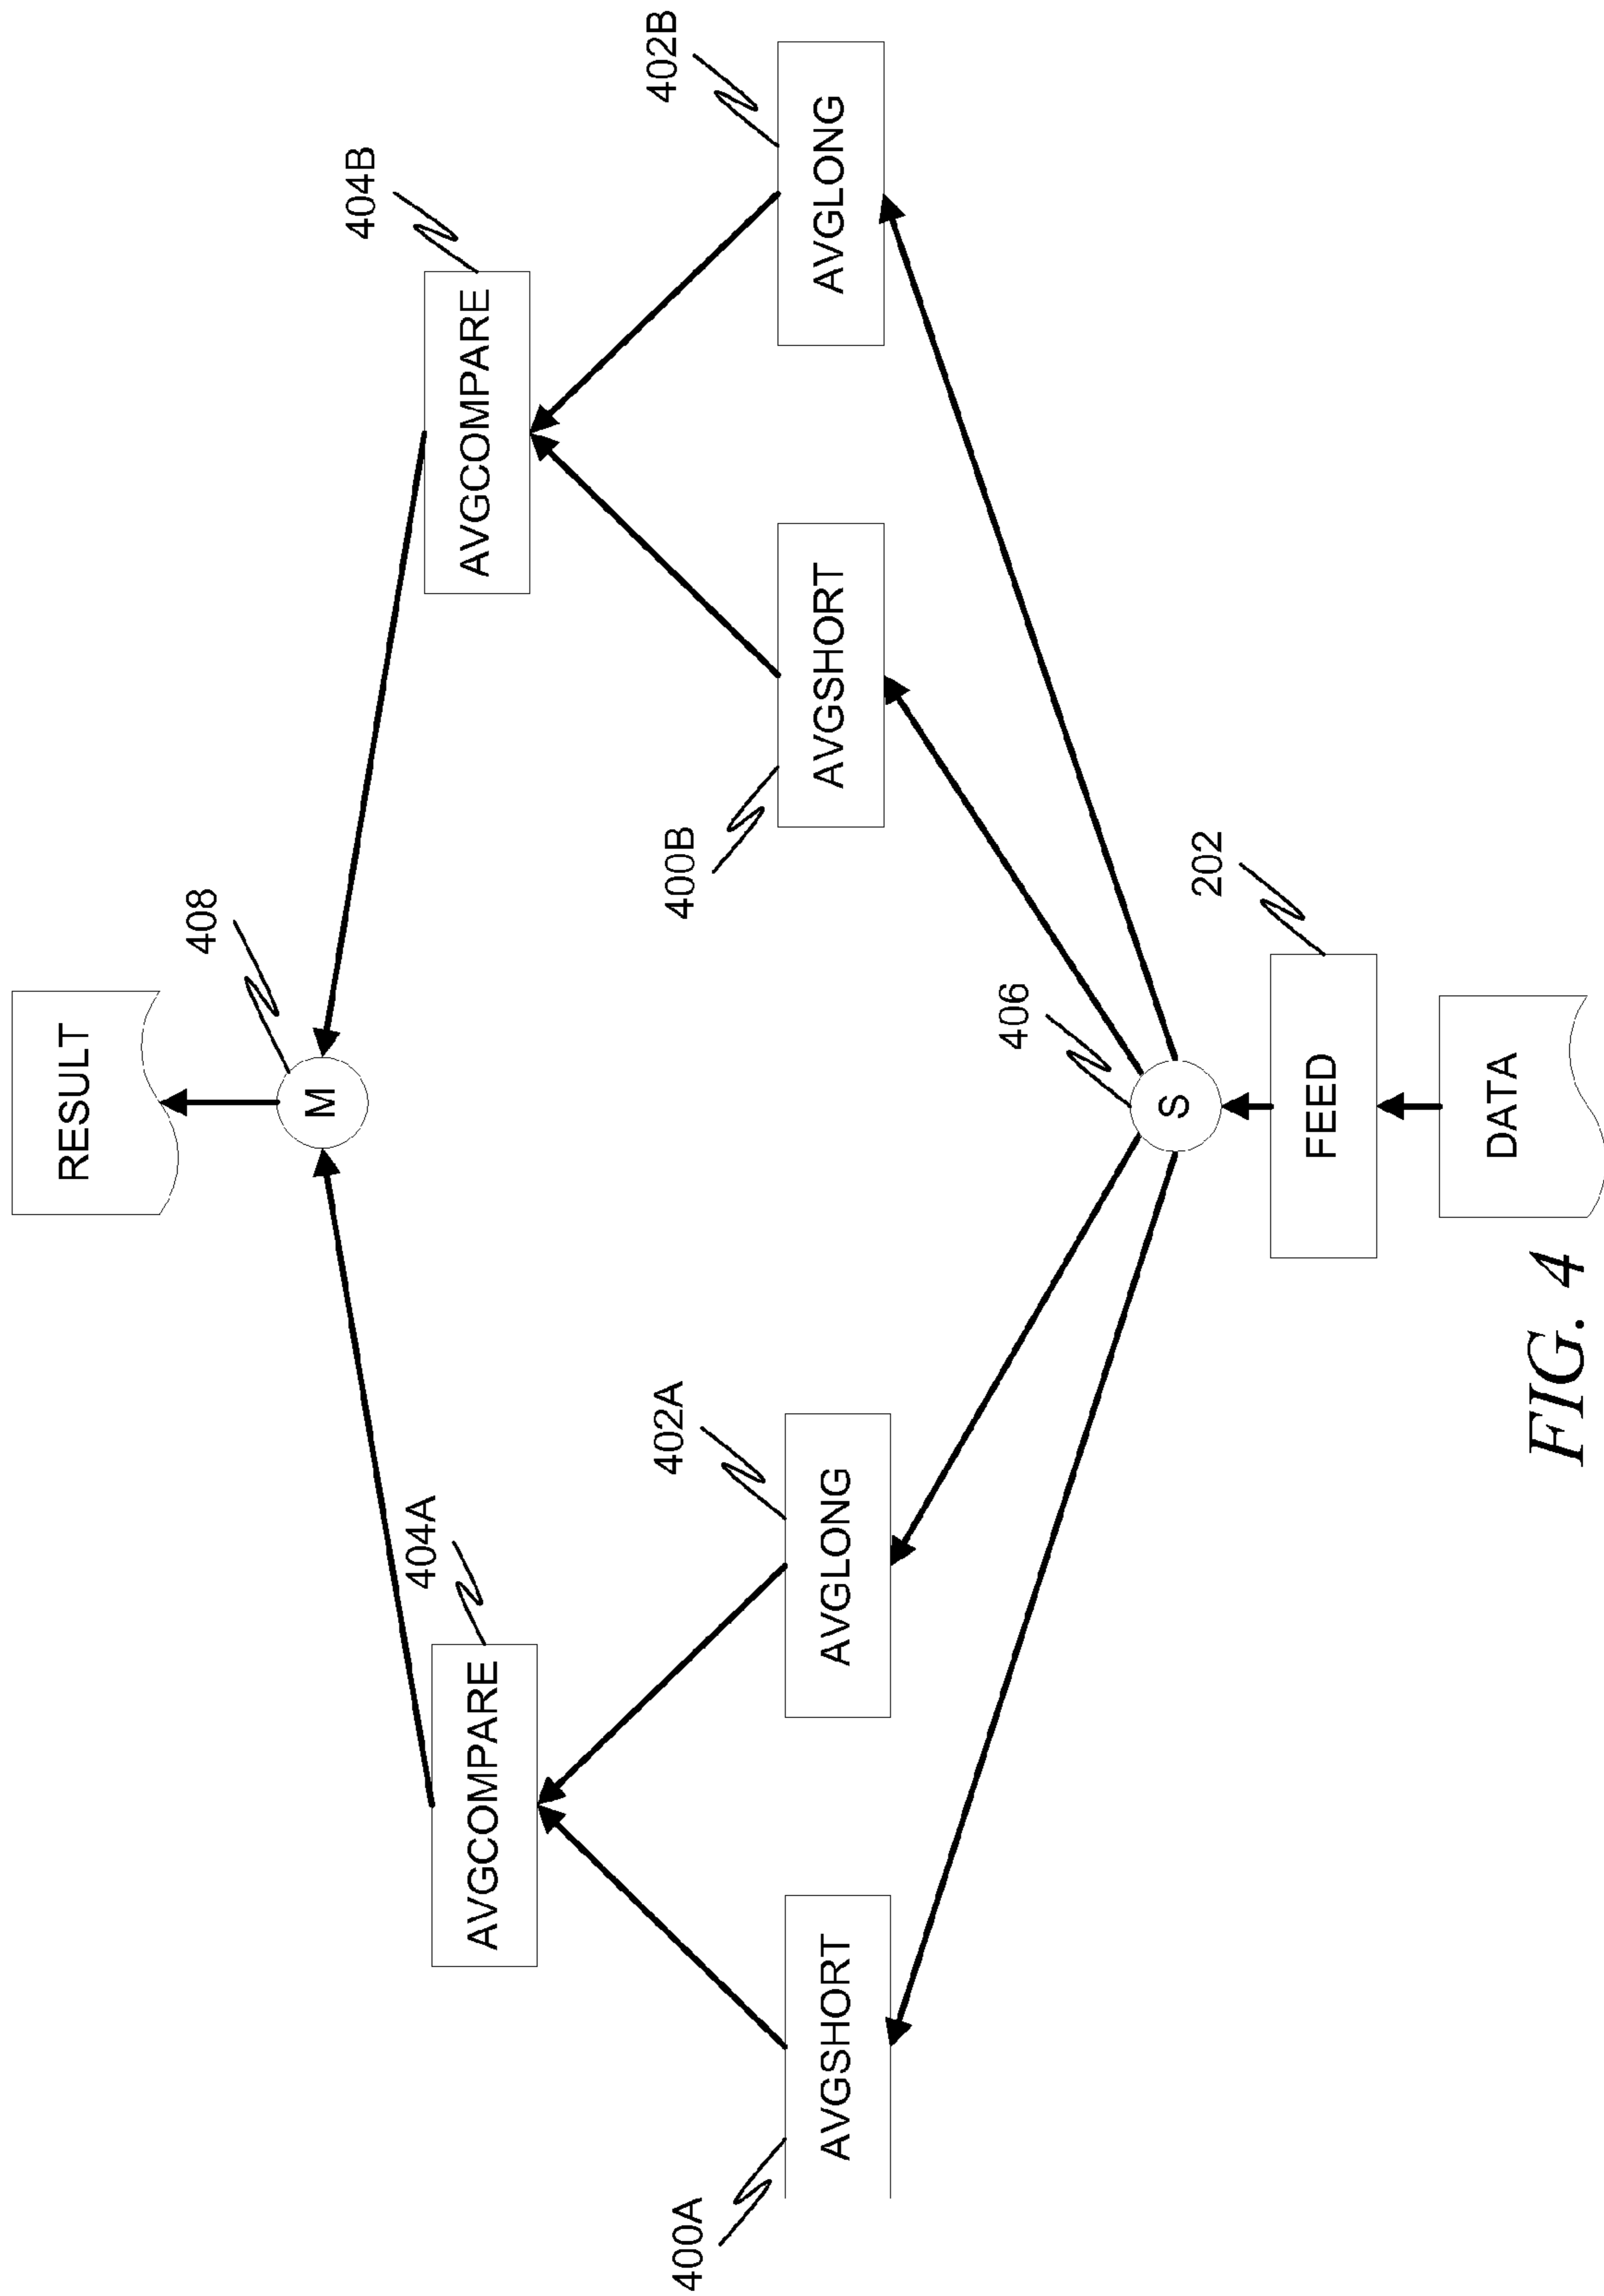 RESULT
408
M
404A
AVGCOMPARE
404B
AVGCOMPARE
400A
AVGSHORT
402A
AVGLONG
400B
AVGSHORT
402B
AVGLONG
406
S
202
FEED
DATA
FIG. 4